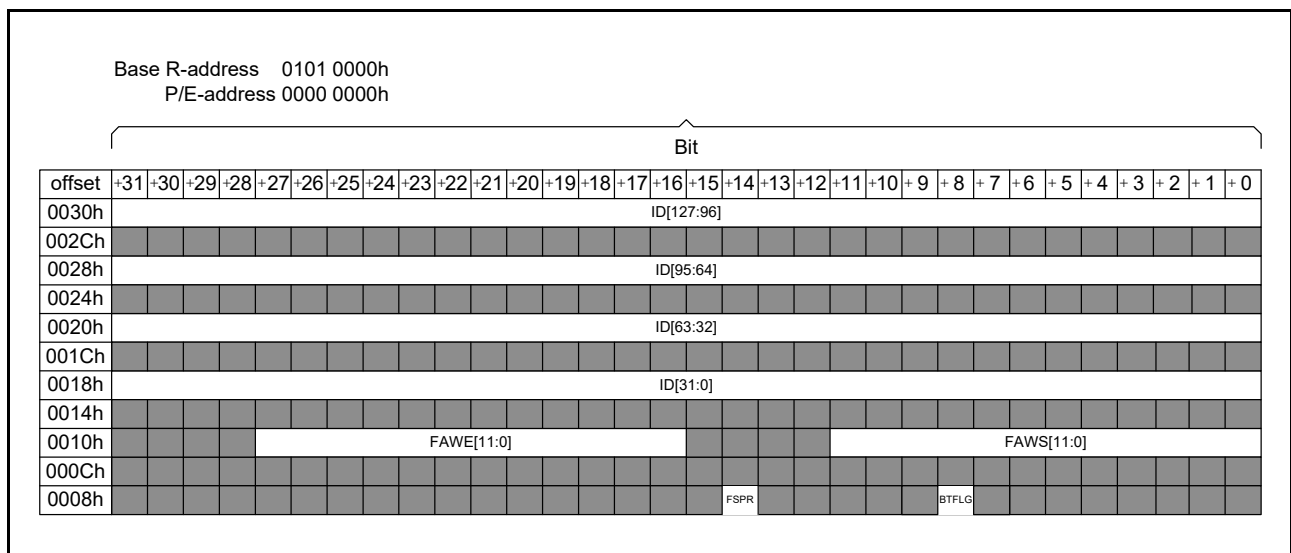 Base R-address 0101 0000h
P/E-address 0000 0000h
Bit
offset +31 +30 +29 +28 +27 +26 +25 +24 +23 +22 +21 +20 +19 +18 +17 +16 +15 +14 +13 +12 +11 +10 + 9 + 8 + 7 +6 + 5 + 4 + 3 + 2 + 1 + 0
0030h ID[127:96]
002Ch
0028h ID[95:64]
0024h
0020h ID[63:32]
001Ch
0018h ID[31:0]
0014h
0010h FAWE[11:0] FAWS[11:0]
000Ch
0008h FSPR BTFLG